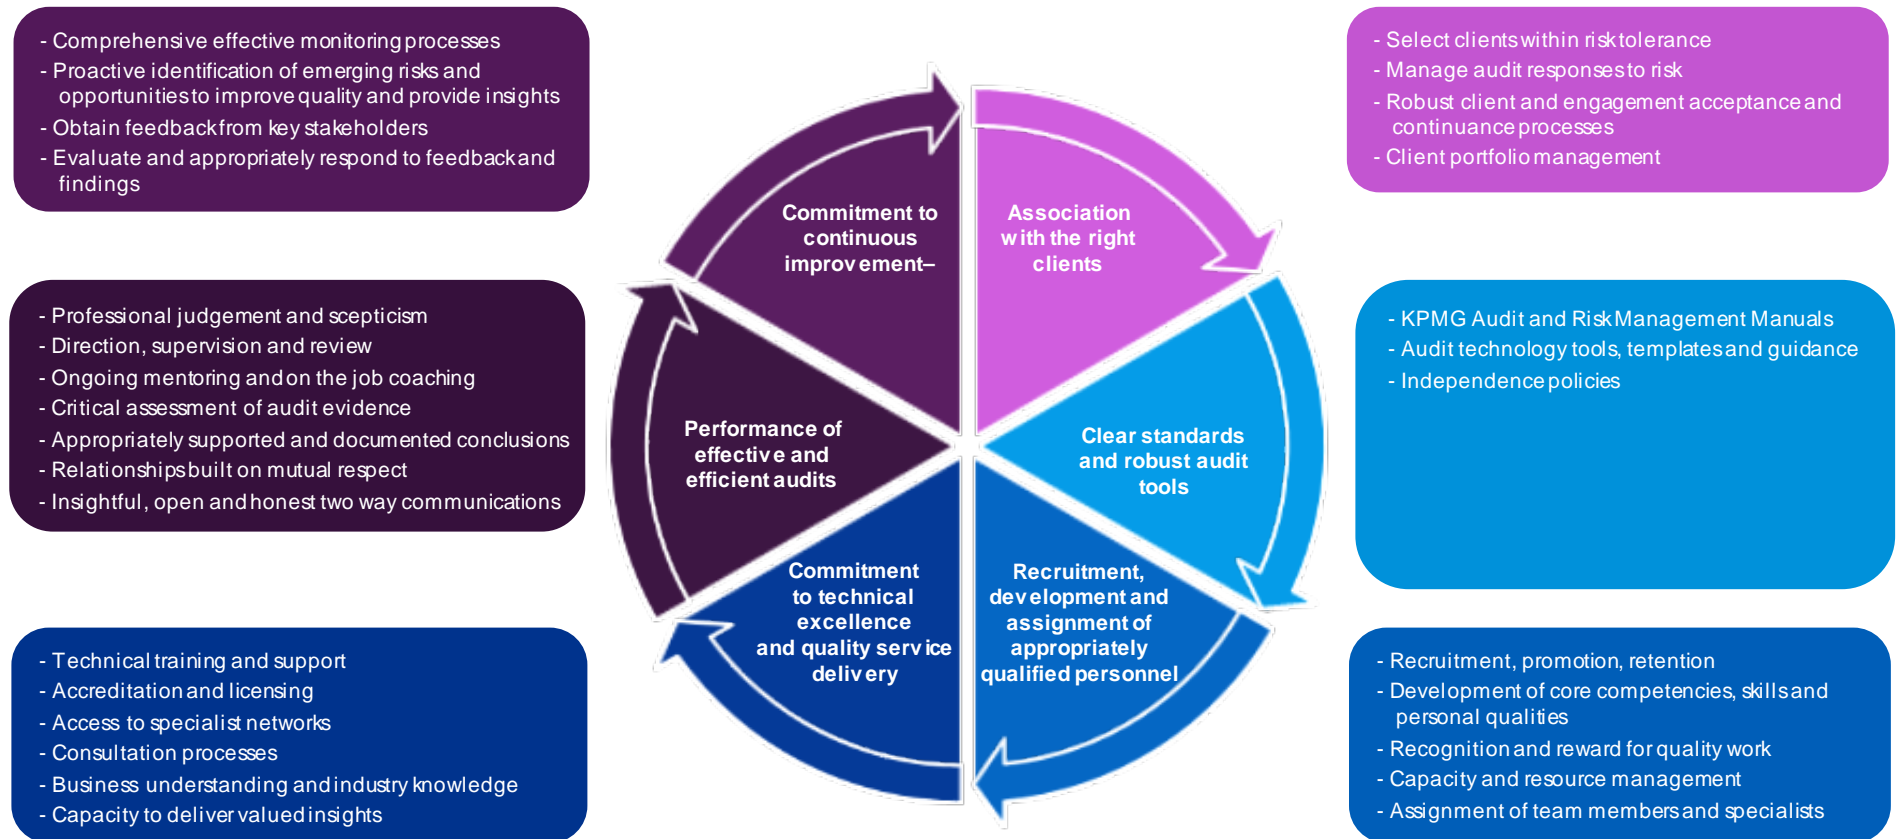 - Comprehensive effective monitoring processes
- Proactive identification of emerging risks and
opportunities to improve quality and provide insights
- Obtain feedback from key stakeholders
- Evaluate and appropriately respond to feedback and
findings
- Professional judgement and scepticism
- Direction, supervision and review
- Ongoing mentoring and on the job coaching
- Critical assessment of audit evidence
- Appropriately supported and documented conclusions
- Relationships built on mutual respect
- Insightful, open and honest two way communications
- Technical training and support
- Accreditation and licensing
- Access to specialist networks
- Consultation processes
- Business understanding and industry knowledge
- Capacity to deliver valued insights
Commitment to
continuous
improvement–
Association
with the right
clients
Performance of
effective and
efficient audits
Clear standards
and robust audit
tools
Commitment
to technical
excellence
and quality service
delivery
Recruitment,
development and
assignment of
appropriately
qualified personnel
- Select clients within risk tolerance
- Manage audit responses to risk
- Robust client and engagement acceptance and
continuance processes
- Client portfolio management
- KPMG Audit and Risk Management Manuals
- Audit technology tools, templates and guidance
- Independence policies
- Recruitment, promotion, retention
- Development of core competencies, skills and
personal qualities
- Recognition and reward for quality work
- Capacity and resource management
- Assignment of team members and specialists